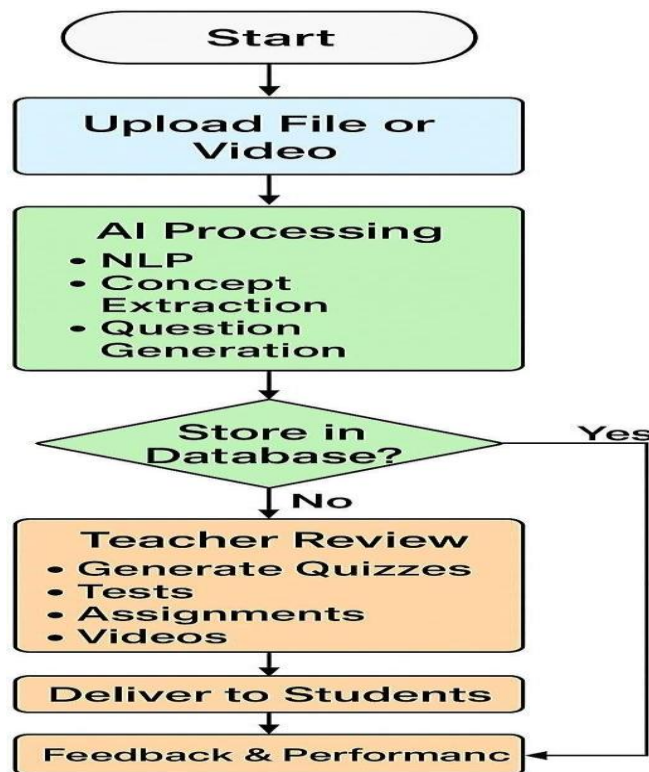 Start
Upload File or
Video
AI Processing
• NLP
• Concept
Extraction
• Question
Generation
Store in
Database?
Yes
No
Teacher Review
• Generate Quizzes
• Tests
• Assignments
• Videos
Deliver to Students
Feedback & Performanc